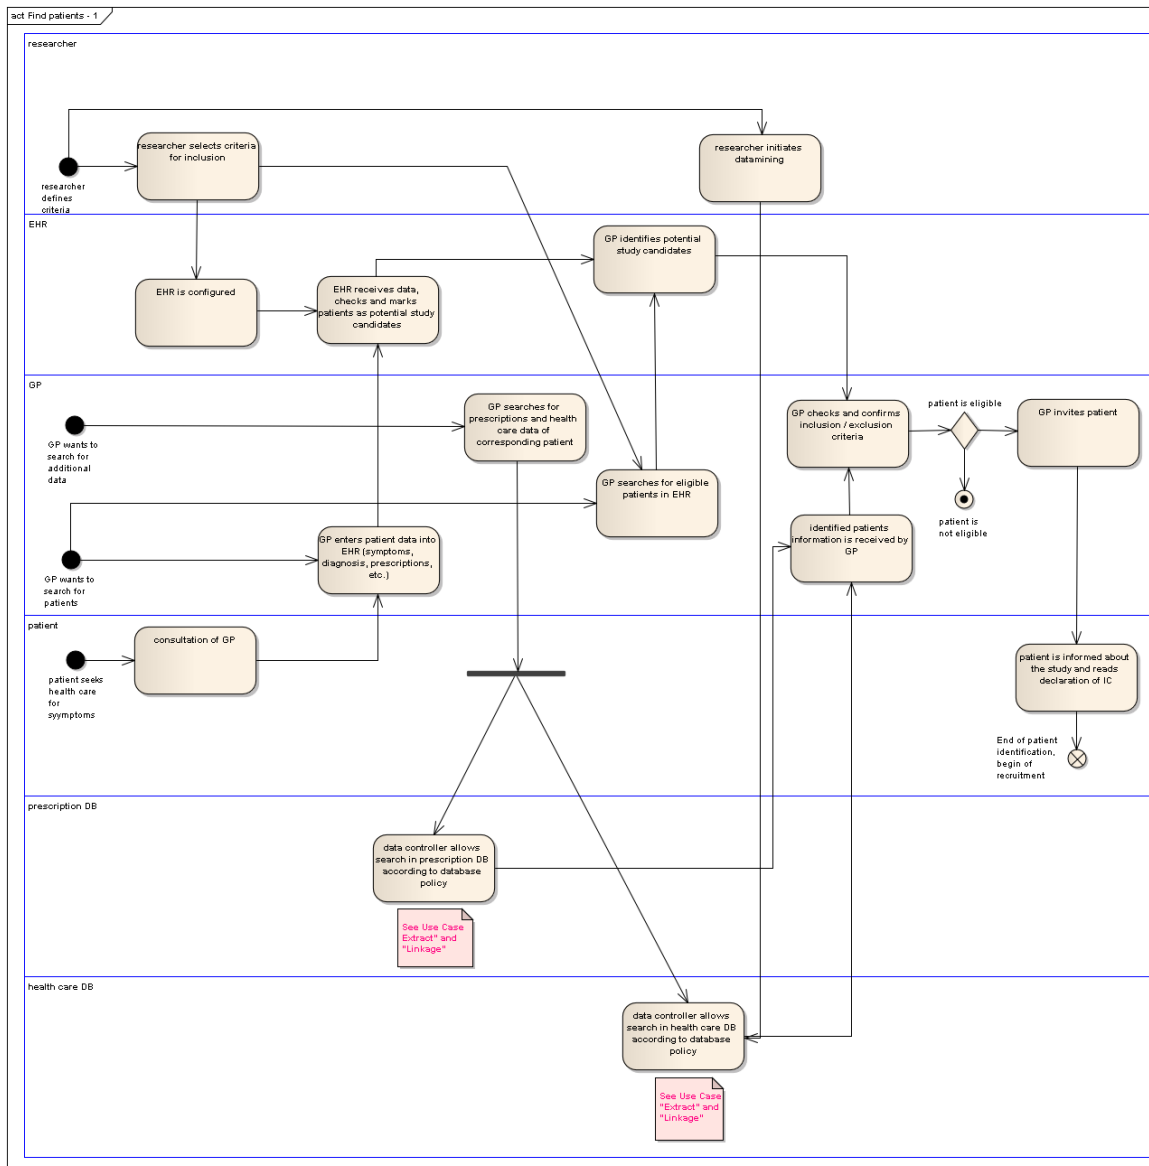 act Find patients - 1
researcher
researcher selects criteria
for inclusion
researcher initiates
datamining
researcher
defines
criteria
EHR
GP identifies potential
study candidates
EHR is configured
EHR receives data,
checks and marks
patients as potential study
candidates
GP
GP searches for
prescriptions and health
care data of
corresponding patient
GP checks and confirms
inclusion / exclusion
criteria
patient is eligible
GP invites patient
GP wants to
search for
additional
data
GP searches for eligible
patients in EHR
patient is
not eligible
identified patients
information is received by
GP
GP enters patient data into
EHR (symptoms,
diagnosis, prescriptions,
etc.)
GP wants to
search for
patients
patient
consultation of GP
patient seeks
health care
for
syymptoms
patient is informed about
the study and reads
declaration of IC
End of patient
identification,
begin of
recruitment
prescription DB
data controller allows
search in prescription DB
according to database
policy
See Use Case
Extract" and
"Linkage"
health care DB
data controller allows
search in health care DB
according to database
policy
See Use Case
"Extract" and
"Linkage"